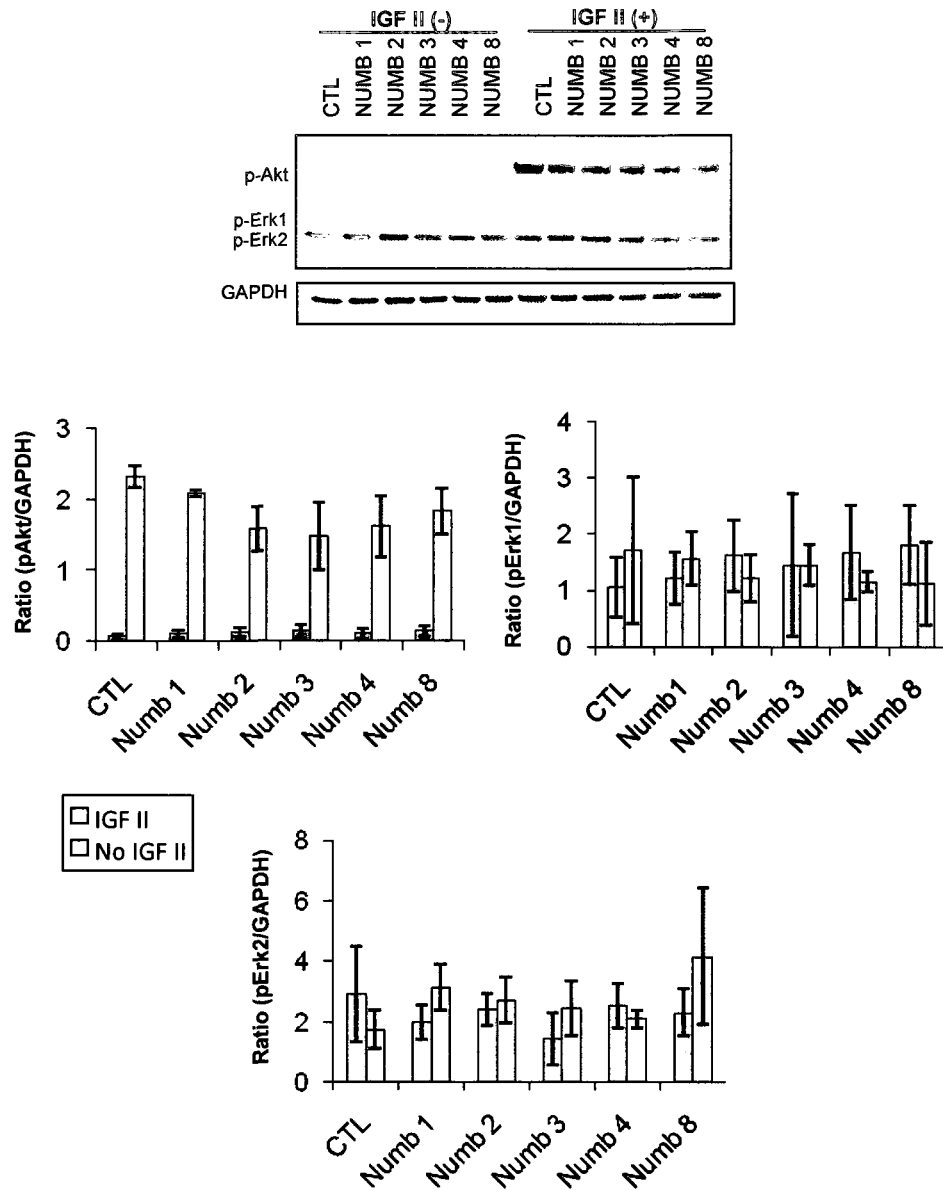 IGF II (-) IGF II (+)
CTL NUMB 1 NUMB 2 NUMB 3 NUMB 4 NUMB 8 CTL NUMB 1 NUMB 2 NUMB 3 NUMB 4 NUMB 8
p-Akt
p-Erk1
p-Erk2
GAPDH
Ratio (pAkt/GAPDH)
3
2
1
0
CTL Numb 1 Numb 2 Numb 3 Numb 4 Numb 8
Ratio (pErk1/GAPDH)
4
3
2
1
0
CTL Numb 1 Numb 2 Numb 3 Numb 4 Numb 8
IGF II
No IGF II
Ratio (pErk2/GAPDH)
8
6
4
2
0
CTL Numb 1 Numb 2 Numb 3 Numb 4 Numb 8